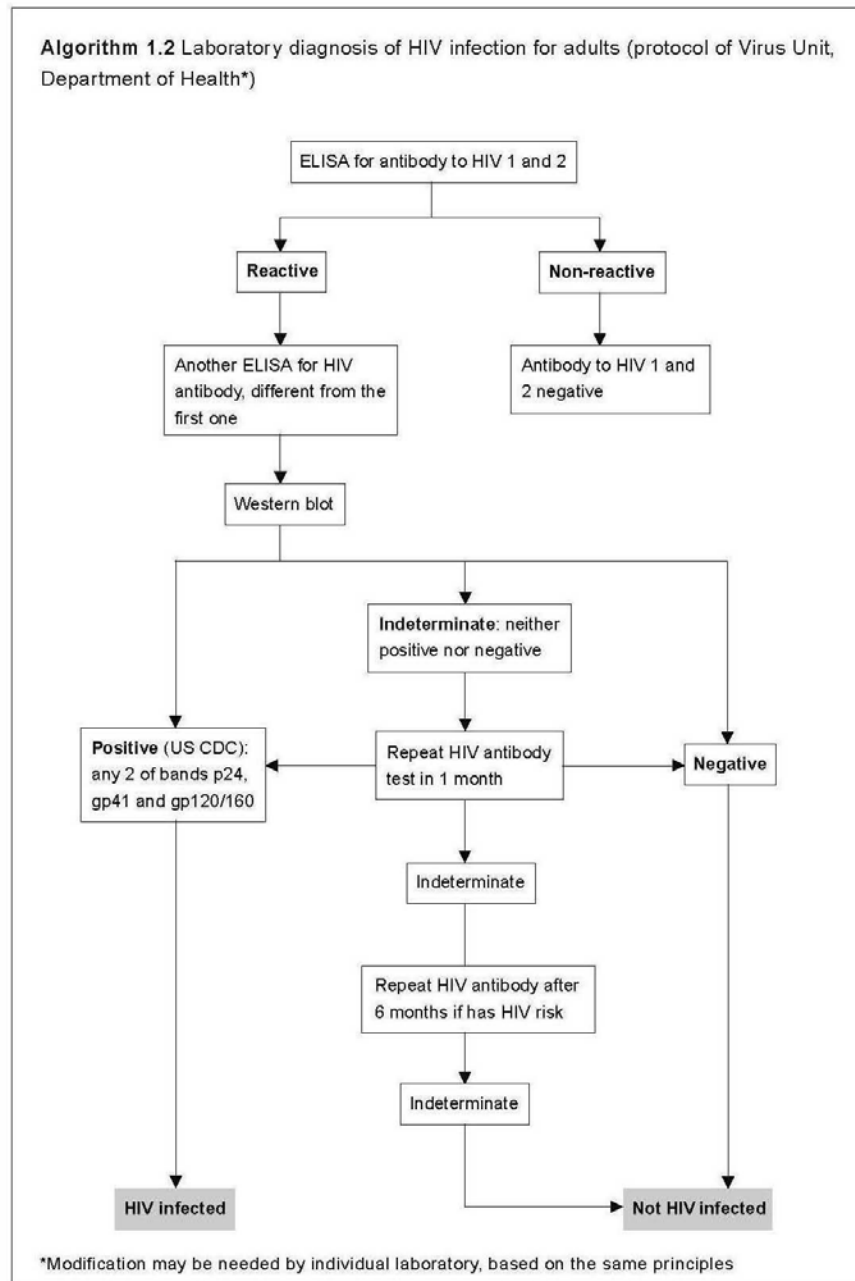 Algorithm 1.2 Laboratory diagnosis of HIV infection for adults (protocol of Virus Unit,
Department of Health*)
ELISA for antibody to HIV 1 and 2
Reactive
Non-reactive
Another ELISA for HIV
antibody, different from the
first one
Antibody to HIV 1 and
2 negative
Western blot
Indeterminate: neither
positive nor negative
Positive (US CDC):
any 2 of bands p24,
gp41 and gp120/160
Repeat HIV antibody
test in 1 month
Negative
Indeterminate
Repeat HIV antibody after
6 months if has HIV risk
Indeterminate
HIV infected
Not HIV infected
*Modification may be needed by individual laboratory, based on the same principles